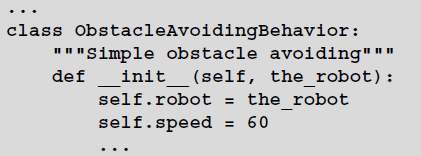 ...
class ObstacleAvoidingBehavior:
    """Simple obstacle avoiding"""
    def __init__(self, the_robot):
        self.robot = the_robot
        self.speed = 60
        ...